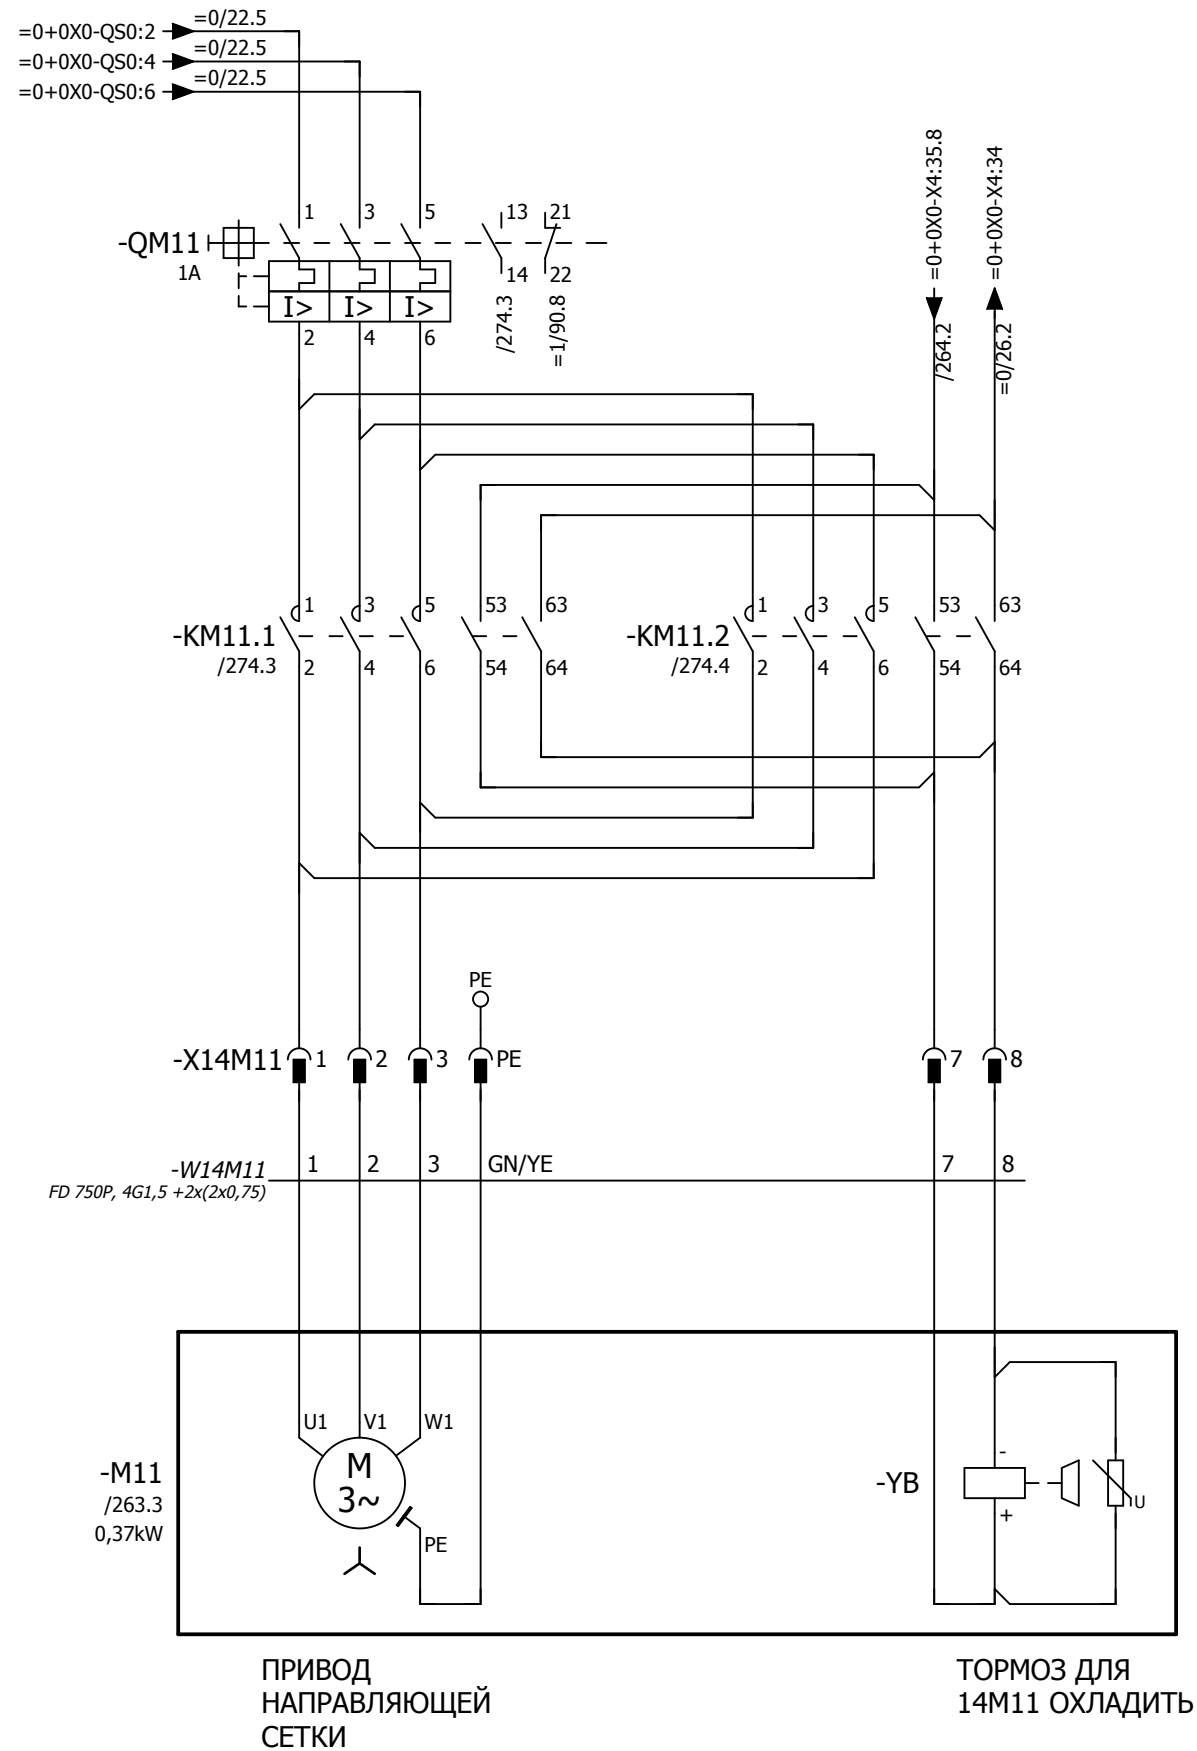 =0+0X0-QS0:2 =0/22.5
=0+0X0-QS0:4 =0/22.5
=0+0X0-QS0:6 =0/22.5
=0+0X0-X4:35.8
/264.2
=0+0X0-X4:34
=0/26.2
1 3 5 13 21
-QM11
1A
I> I> I>
14 22
/274.3
=1/90.8
2 4 6
1 3 5 53 63
-KM11.1
/274.3
2 4 6 54 64
1 3 5 53 63
-KM11.2
/274.4
2 4 6 54 64
PE
-X14M11 1 2 3 PE 7 8
-W14M11 1 2 3 GN/YE 7 8
FD 750P, 4G1,5 +2x(2x0,75)
U1 V1 W1
M
3~
-M11
/263.3
0,37kW
PE
-YB
-
+
U
ПРИВОД
НАПРАВЛЯЮЩЕЙ
СЕТКИ
ТОРМОЗ ДЛЯ
14М11 ОХЛАДИТЬ